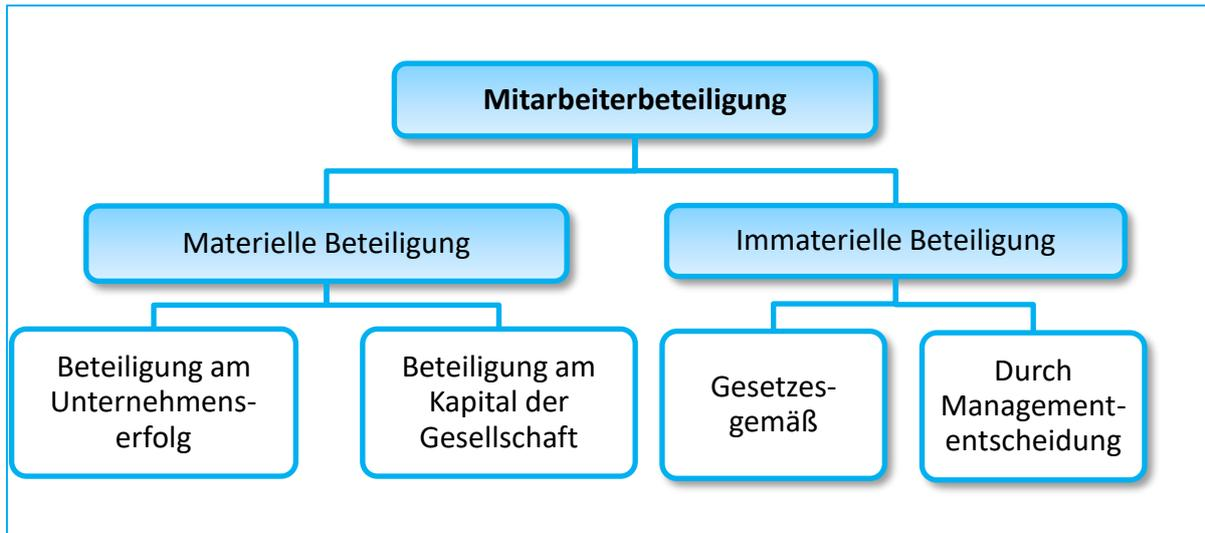 Mitarbeiterbeteiligung
Materielle Beteiligung
Immaterielle Beteiligung
Beteiligung am
Unternehmens-
erfolg
Beteiligung am
Kapital der
Gesellschaft
Gesetzes-
gemäß
Durch
Management-
entscheidung